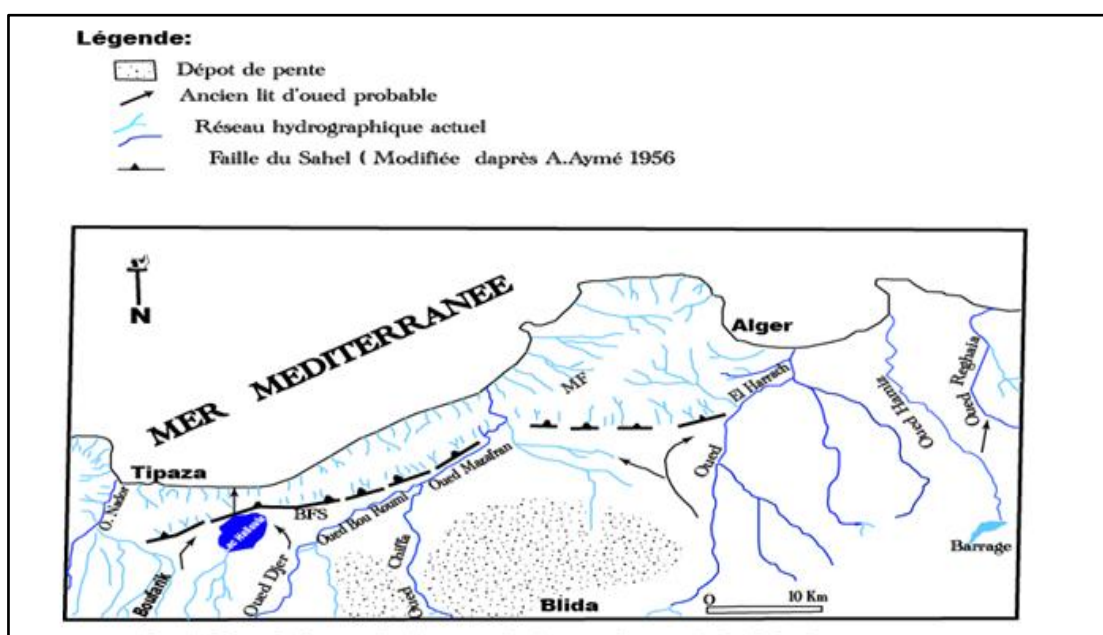 Légende:
Dépot de pente
Ancien lit d'oued probable
Réseau hydrographique actuel
Faille du Sahel ( Modifiée daprès A.Aymé 1956
N
MER MEDITERRANEE
Alger
MF
El Harrach
Oued
Oued Hamiz
Oued Reghaia
Tipaza
O. Nador
BFS
Oued Mazafran
Oued Bou Roumi
Lac Halloula
Boufarik
Oued Djer
Chiffa
Oued
Blida
Barrage
O 10 Km